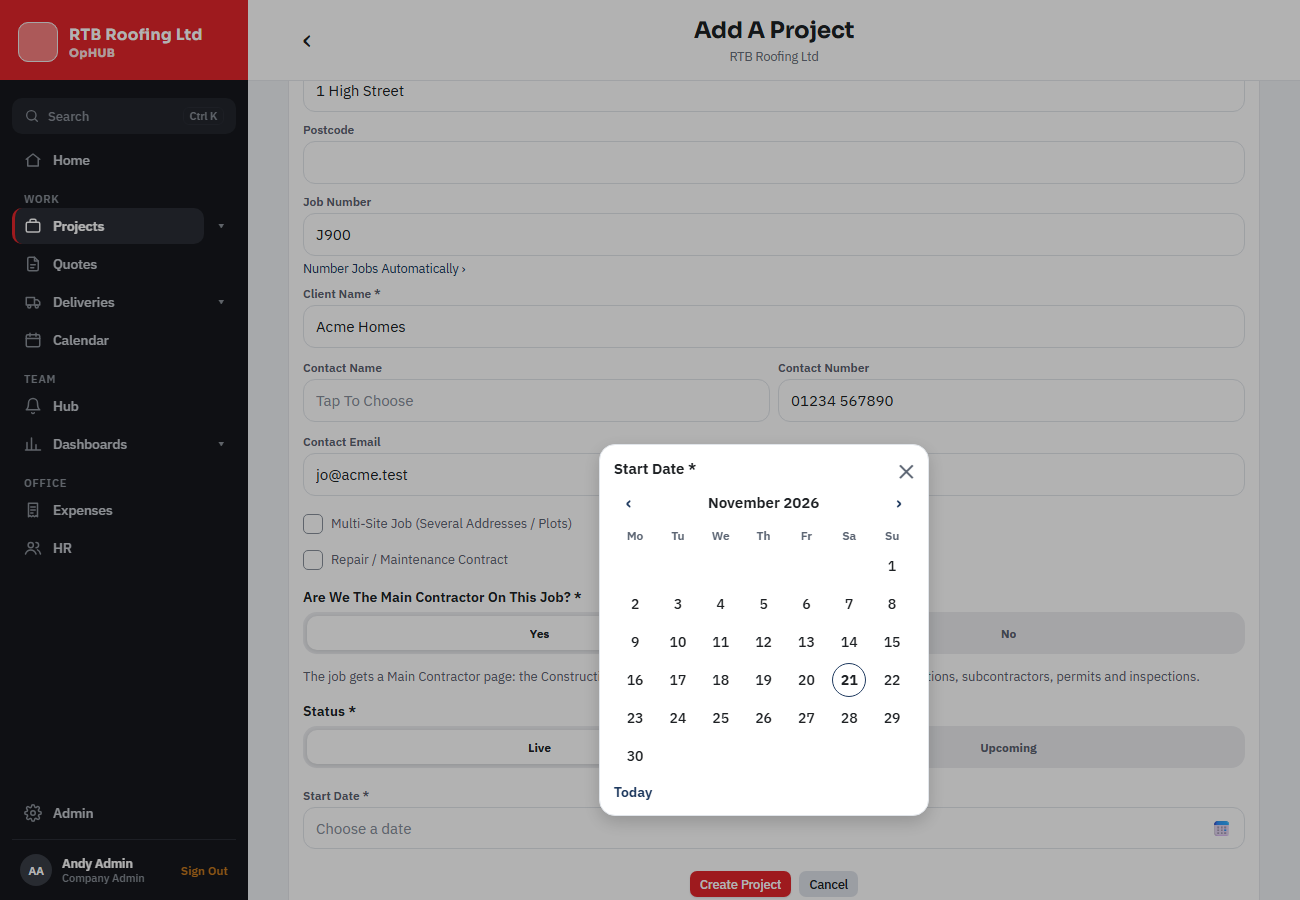 RTB Roofing Ltd
OpHUB
Search
Ctrl K
Home
WORK
Projects
Quotes
Deliveries
Calendar
TEAM
Hub
Dashboards
OFFICE
Expenses
HR
Admin
AA
Andy Admin
Company Admin
Sign Out
Add A Project
RTB Roofing Ltd
1 High Street
Postcode
Job Number
J900
Number Jobs Automatically ›
Client Name *
Acme Homes
Contact Name
Contact Number
Tap To Choose
01234 567890
Contact Email
jo@acme.test
Multi-Site Job (Several Addresses / Plots)
Repair / Maintenance Contract
Are We The Main Contractor On This Job? *
Yes
No
The job gets a Main Contractor page: the Constructi
ions, subcontractors, permits and inspections.
Status *
Live
Upcoming
Start Date *
Choose a date
Create Project
Cancel
Start Date *
‹ November 2026 ›
Mo Tu We Th Fr Sa Su
1
2 3 4 5 6 7 8
9 10 11 12 13 14 15
16 17 18 19 20 21 22
23 24 25 26 27 28 29
30
Today